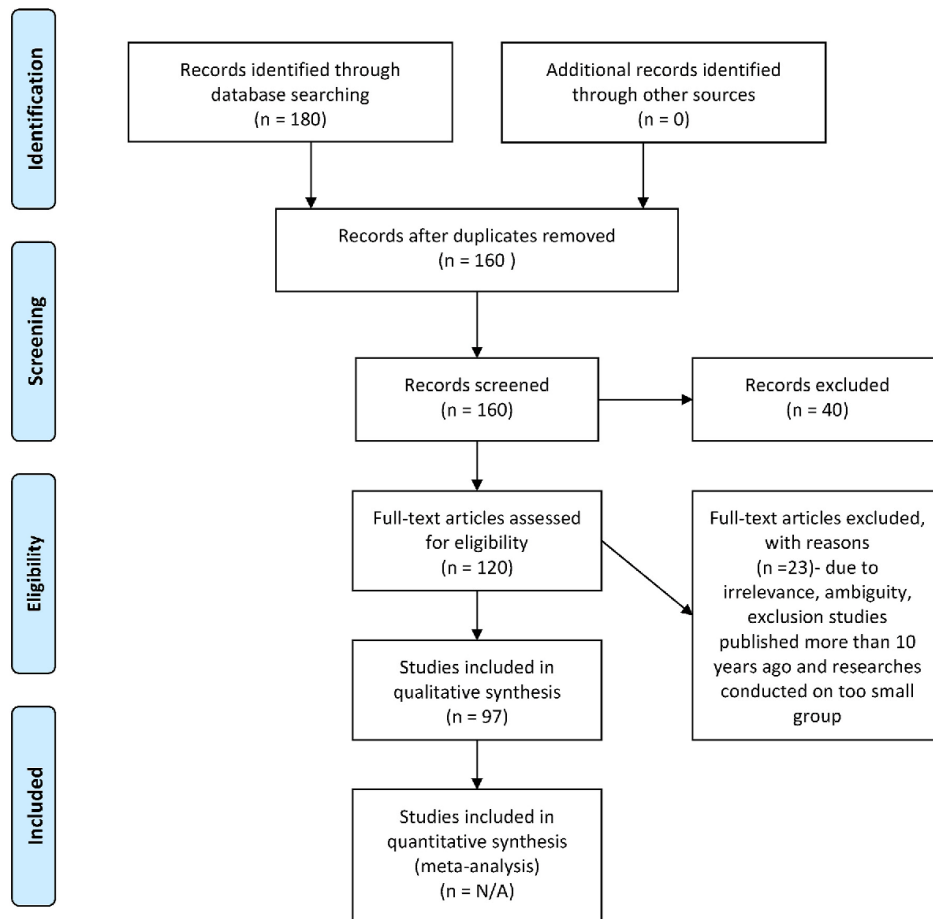 Identification
Records identified through
database searching
(n = 180)
Additional records identified
through other sources
(n = 0)
Records after duplicates removed
(n = 160 )
Screening
Records screened
(n = 160)
Records excluded
(n = 40)
Eligibility
Full-text articles assessed
for eligibility
(n = 120)
Full-text articles excluded,
with reasons
(n =23)- due to
irrelevance, ambiguity,
exclusion studies
published more than 10
years ago and researches
conducted on too small
group
Studies included in
qualitative synthesis
(n = 97)
Included
Studies included in
quantitative synthesis
(meta-analysis)
(n = N/A)